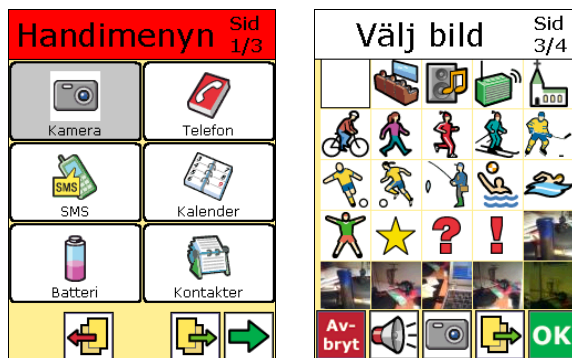 Handimenyn Sid 1/3
Kamera Telefon
SMS
SMS Kalender
Batteri Kontakter
Välj bild Sid 3/4
? !
Av-
bryt
OK